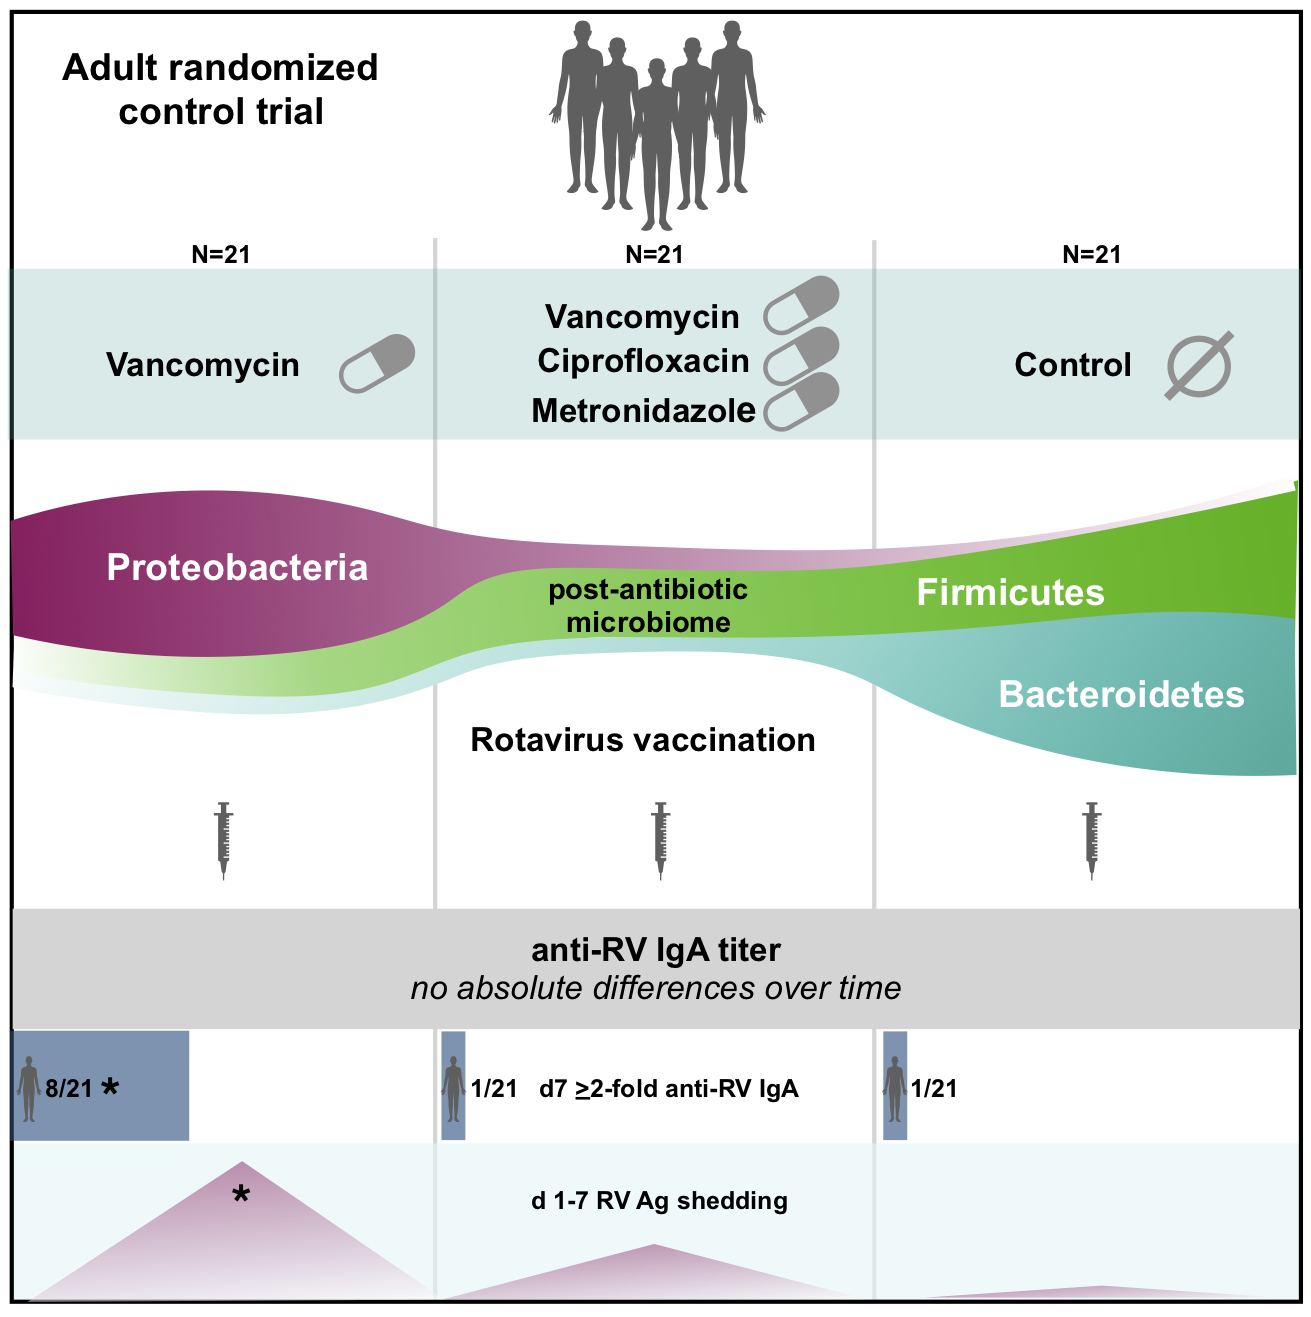 Adult randomized
control trial
N=21
N=21
N=21
Vancomycin
Vancomycin
Ciprofloxacin
Metronidazole
Control
Proteobacteria
post-antibiotic
microbiome
Firmicutes
Bacteroidetes
Rotavirus vaccination
anti-RV IgA titer
no absolute differences over time
8/21 *
1/21
d7 ≥2-fold anti-RV IgA
1/21
*
d 1-7 RV Ag shedding